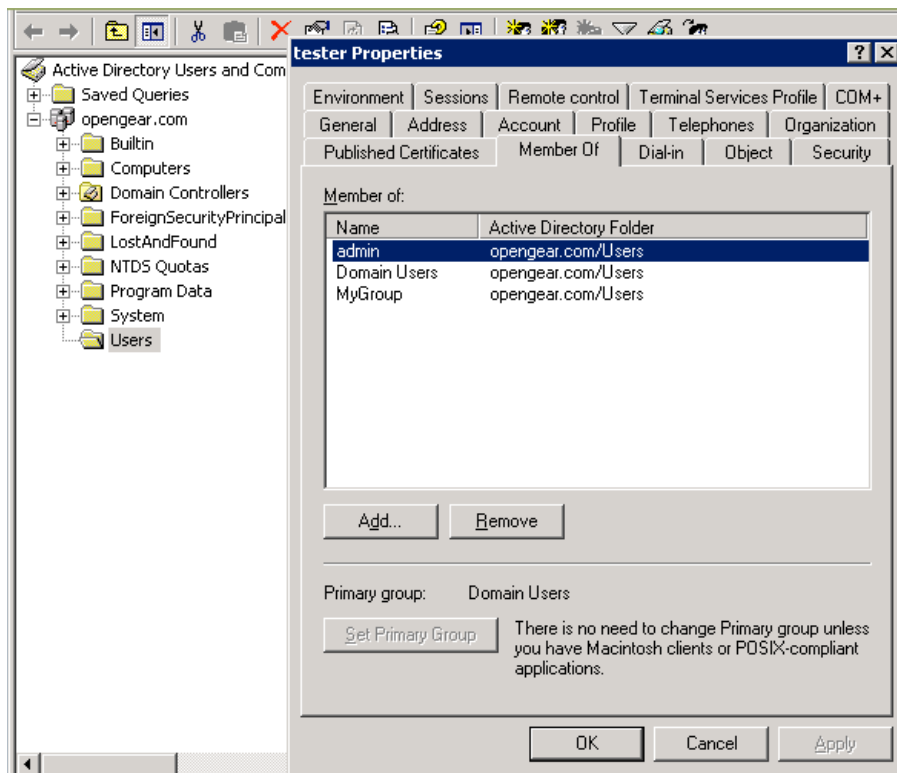 tester Properties
Active Directory Users and Com
Saved Queries
opengear.com
Builtin
Computers
Domain Controllers
ForeignSecurityPrincipal
LostAndFound
NTDS Quotas
Program Data
System
Users
Environment Sessions Remote control Terminal Services Profile COM+
General Address Account Profile Telephones Organization
Published Certificates Member Of Dial-in Object Security
Member of:
Name Active Directory Folder
admin opengear.com/Users
Domain Users opengear.com/Users
MyGroup opengear.com/Users
Add... Remove
Primary group: Domain Users
Set Primary Group
There is no need to change Primary group unless
you have Macintosh clients or POSIX-compliant
applications.
OK Cancel Apply